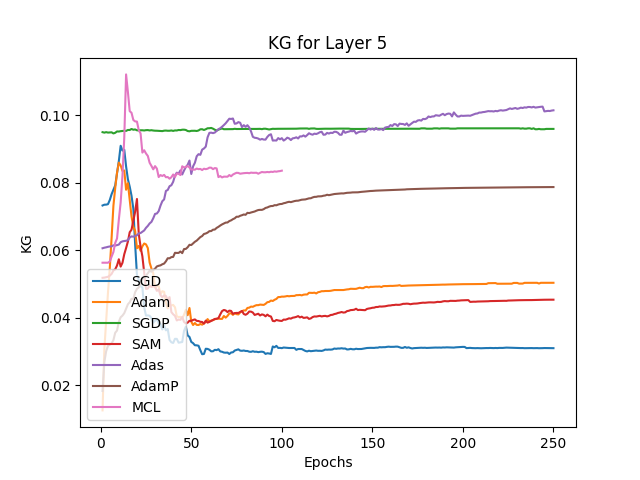 KG for Layer 5
KG
0.10
0.08
0.06
0.04
0.02
SGD
Adam
SGDP
SAM
Adas
AdamP
MCL
0 50 100 150 200 250
Epochs